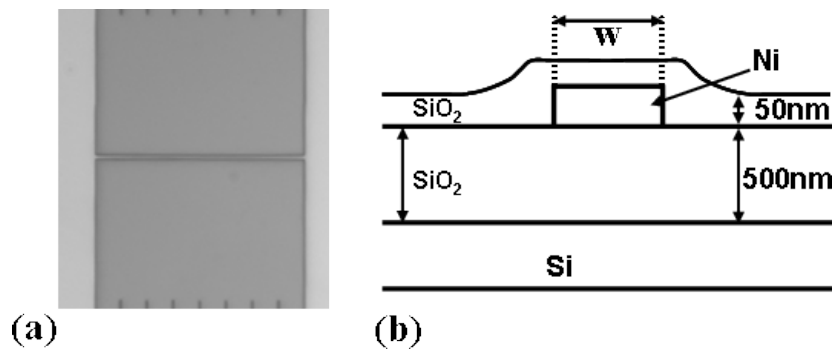 W
Ni
SiO₂
50nm
SiO₂
500nm
Si
(a)
(b)